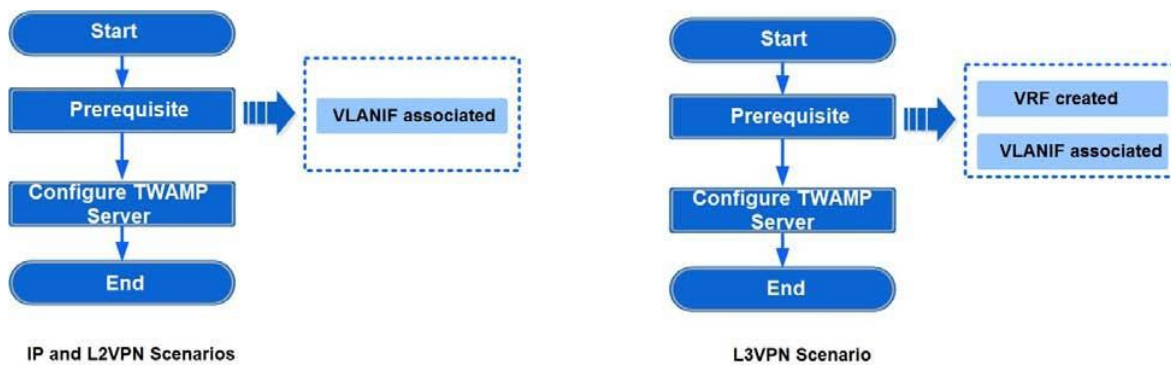 Start
Prerequisite
VLANIF associated
Configure TWAMP
Server
End
IP and L2VPN Scenarios
Start
Prerequisite
VRF created
VLANIF associated
Configure TWAMP
Server
End
L3VPN Scenario